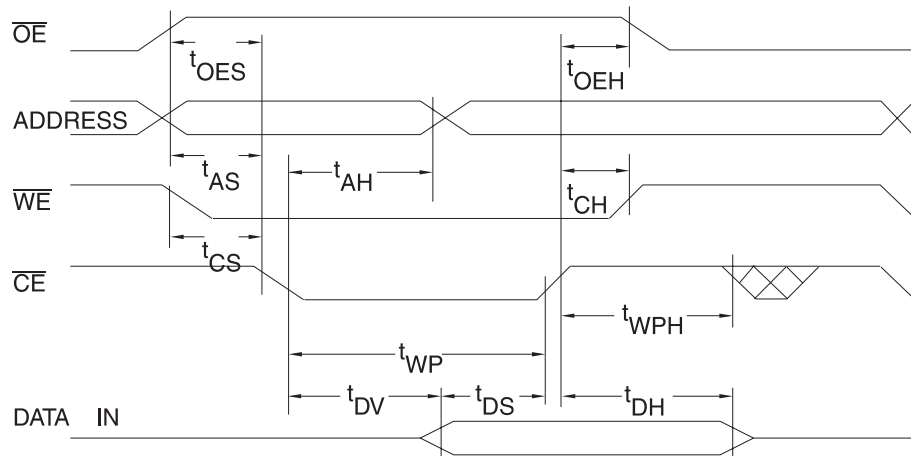 OE
tOES
tOEH
ADDRESS
tAS
tAH
tCH
WE
tCS
CE
tWPH
tWP
tDV
tDS
tDH
DATA IN